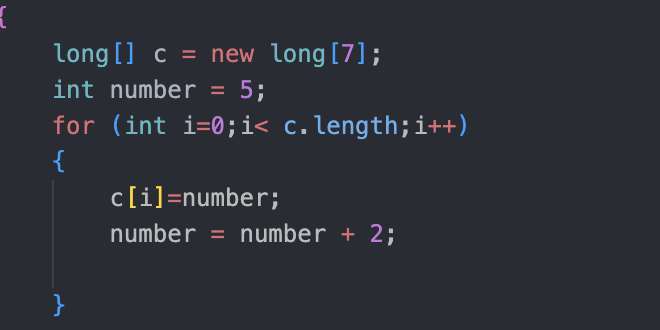 {
long[] c = new long[7];
int number = 5;
for (int i=0;i< c.length;i++)
{
c[i]=number;
number = number + 2;
}